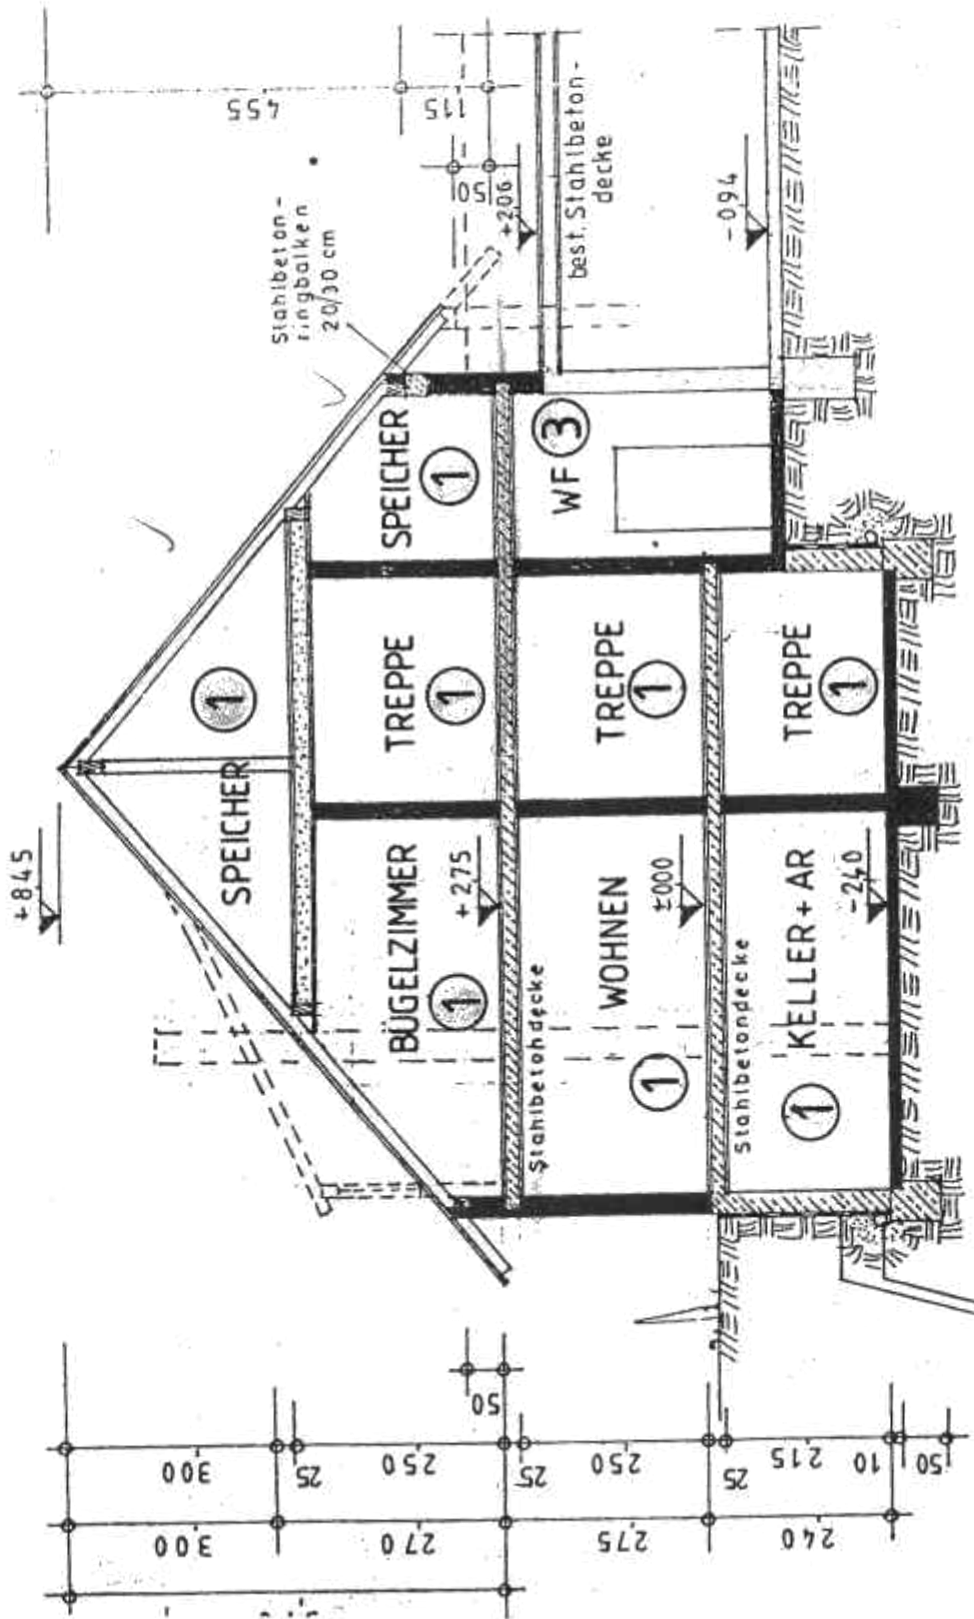 +845
455
115
50
Stahlbeton-
ringbalken
20/30 cm
+206
best. Stahlbeton-
decke
-094
SPEICHER
1
SPEICHER
1
BÜGELZIMMER
1
+275
TREPPE
1
WF
3
Stahlbetondecke
WOHNEN
1
±000
TREPPE
1
Stahlbetondecke
KELLER+AR
1
-240
TREPPE
1
300
25
250
50
25
250
25
215
10
50
300
270
275
240